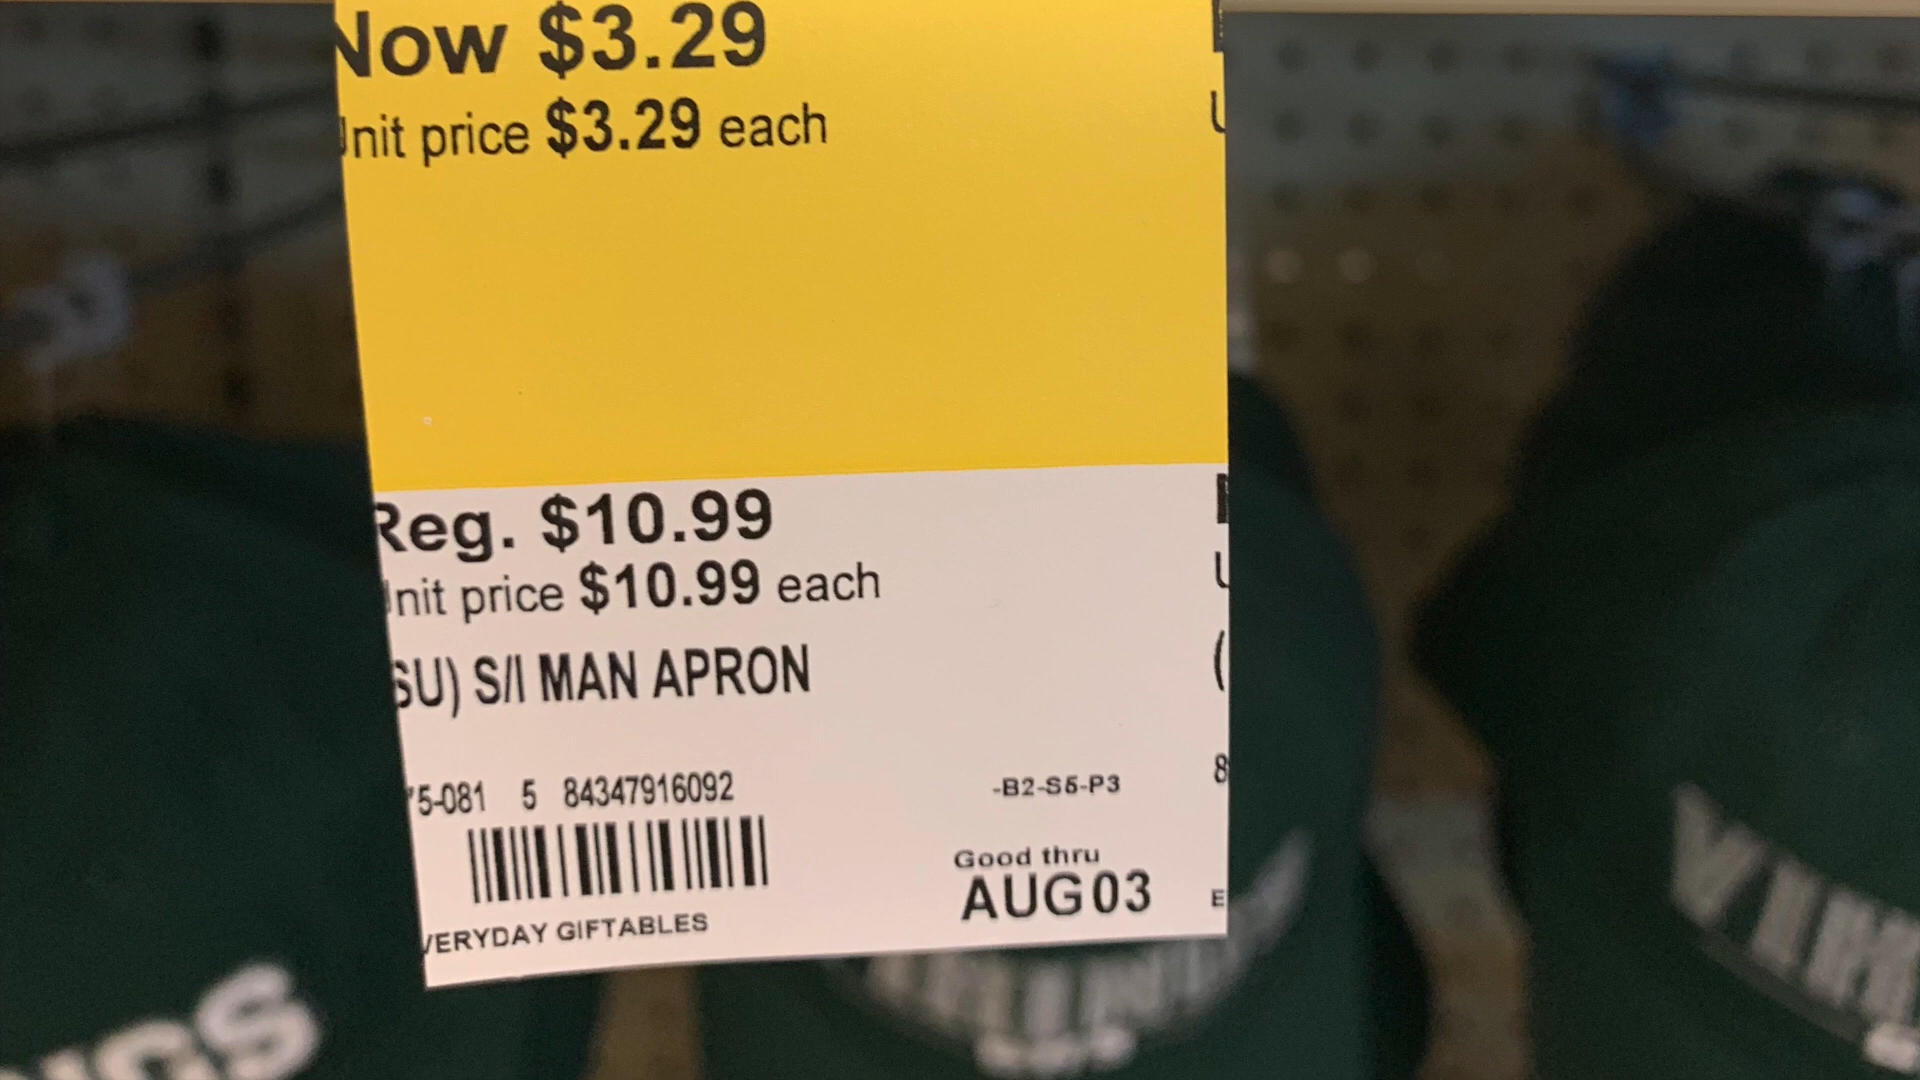 Now $3.29
Unit price $3.29 each
Reg. $10.99
Unit price $10.99 each
SU) S/I MAN APRON
5-081 5 84347916092
-B2-S5-P3
Good thru
AUG03
VERYDAY GIFTABLES